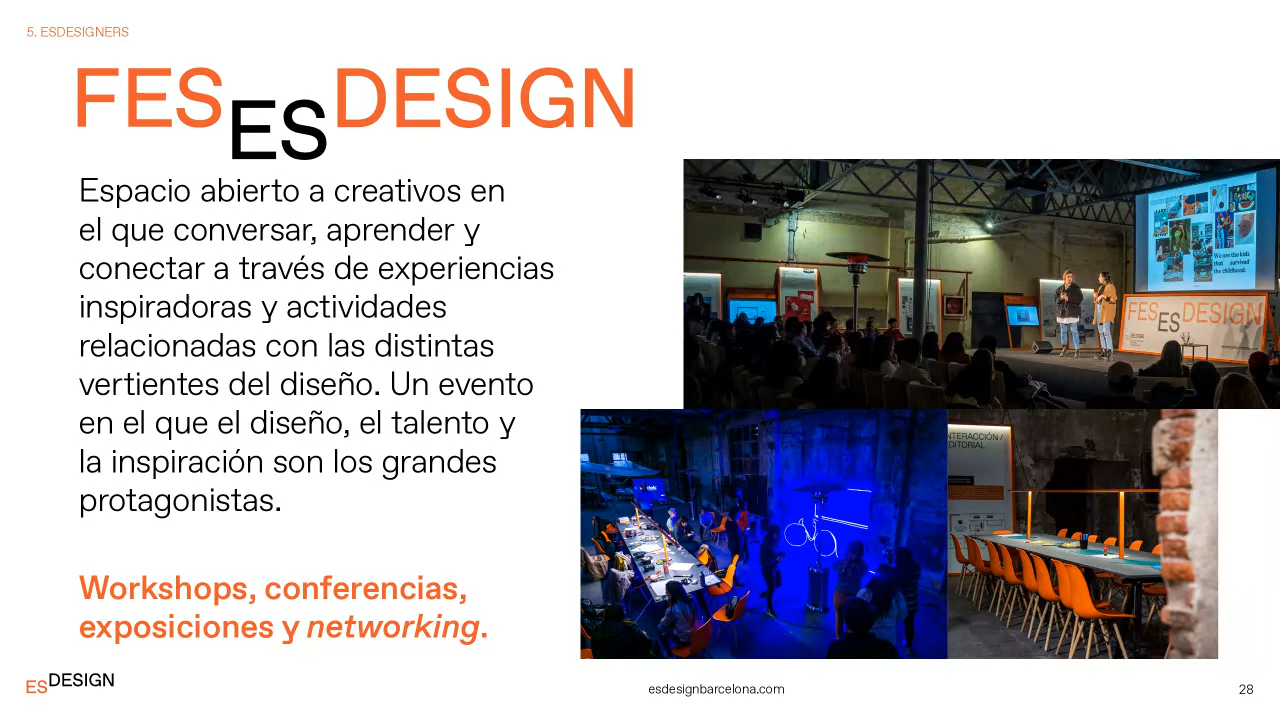 5. ESDESIGNERS
FESESDESIGN
Espacio abierto a creativos en
el que conversar, aprender y
conectar a través de experiencias
inspiradoras y actividades
relacionadas con las distintas
vertientes del diseño. Un evento
en el que el diseño, el talento y
la inspiración son los grandes
protagonistas.
Workshops, conferencias,
exposiciones y networking.
We are the kids
that survived
the childhood.
FESESDESIGN
NTERACCIÓN /
DITORIAL
ESDESIGN
esdesignbarcelona.com
28